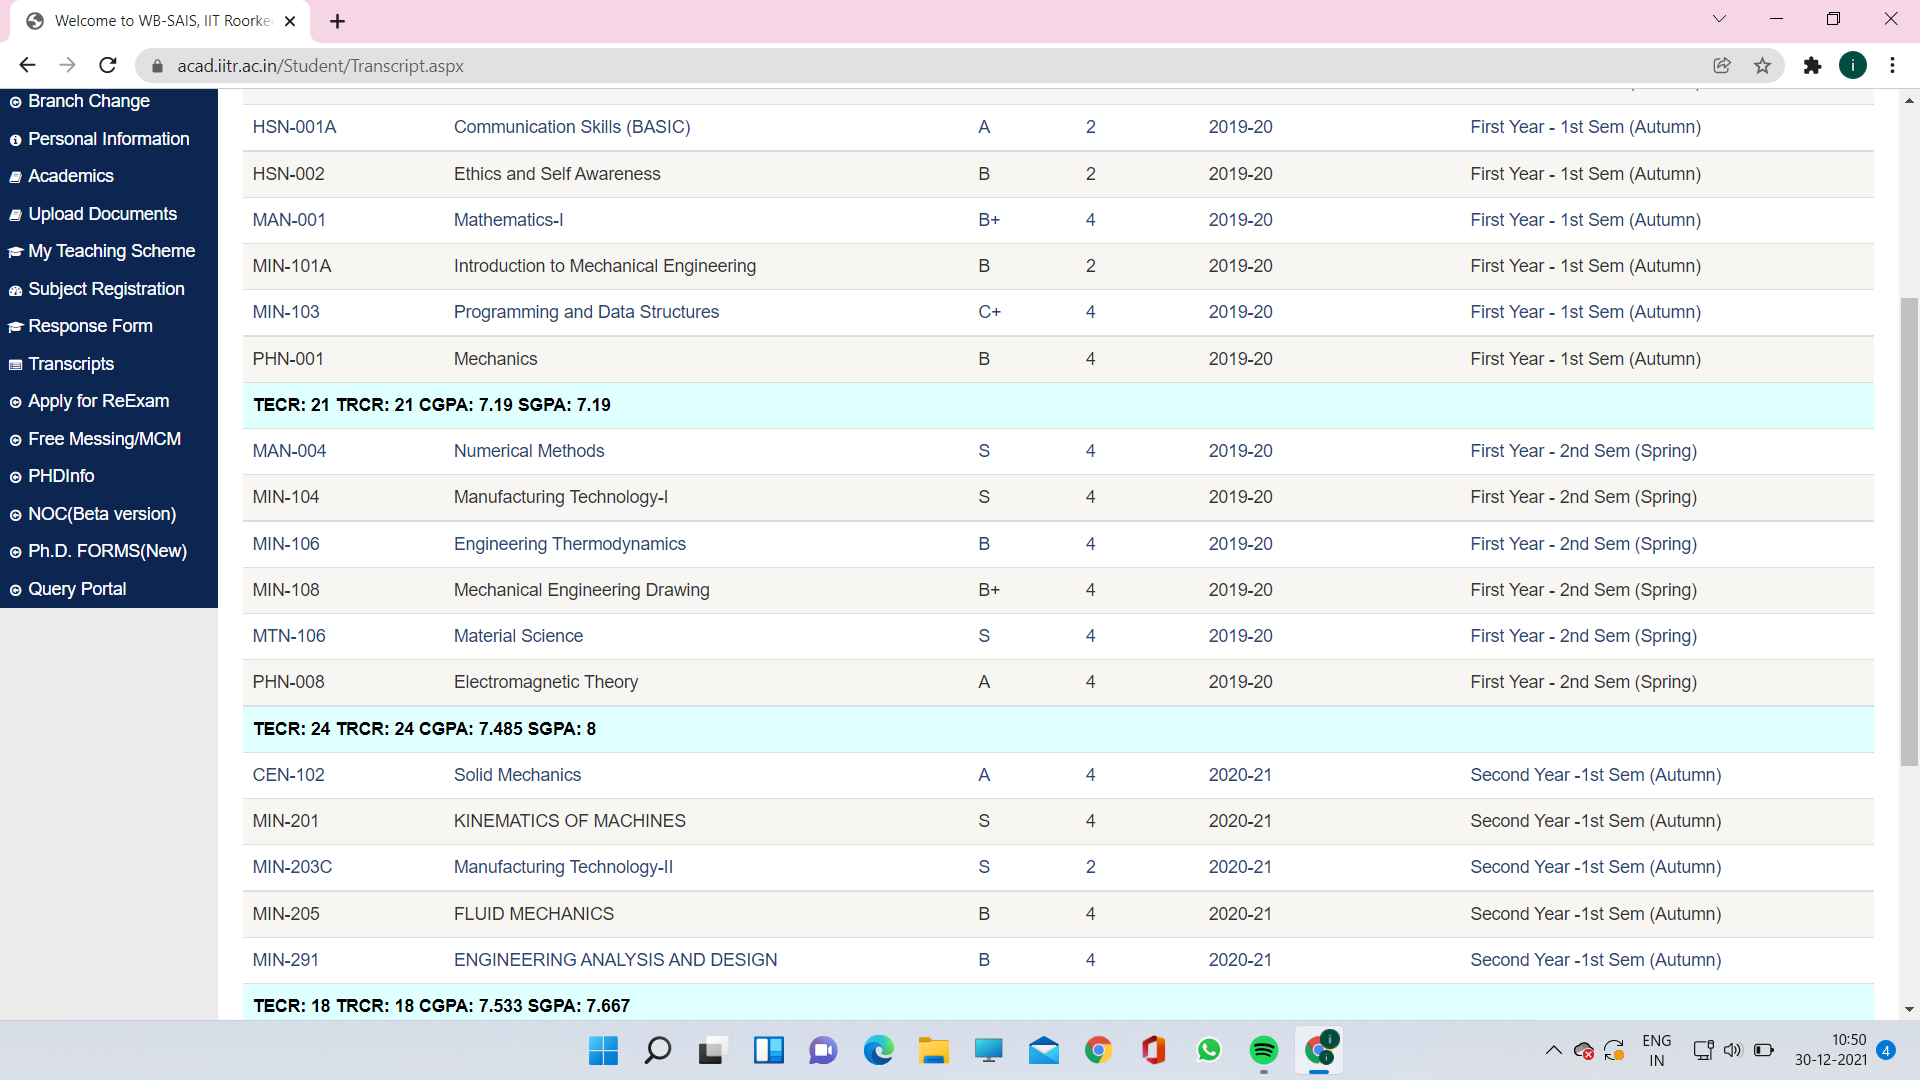 Welcome to WB-SAIS, IIT Roorke
acad.iitr.ac.in/Student/Transcript.aspx
i
Branch Change
Personal Information
Academics
Upload Documents
My Teaching Scheme
Subject Registration
Response Form
Transcripts
Apply for ReExam
Free Messing/MCM
PHDInfo
NOC(Beta version)
Ph.D. FORMS(New)
Query Portal
HSN-001A Communication Skills (BASIC) A 2 2019-20 First Year - 1st Sem (Autumn)
HSN-002 Ethics and Self Awareness B 2 2019-20 First Year - 1st Sem (Autumn)
MAN-001 Mathematics-I B+ 4 2019-20 First Year - 1st Sem (Autumn)
MIN-101A Introduction to Mechanical Engineering B 2 2019-20 First Year - 1st Sem (Autumn)
MIN-103 Programming and Data Structures C+ 4 2019-20 First Year - 1st Sem (Autumn)
PHN-001 Mechanics B 4 2019-20 First Year - 1st Sem (Autumn)
TECR: 21 TRCR: 21 CGPA: 7.19 SGPA: 7.19
MAN-004 Numerical Methods S 4 2019-20 First Year - 2nd Sem (Spring)
MIN-104 Manufacturing Technology-I S 4 2019-20 First Year - 2nd Sem (Spring)
MIN-106 Engineering Thermodynamics B 4 2019-20 First Year - 2nd Sem (Spring)
MIN-108 Mechanical Engineering Drawing B+ 4 2019-20 First Year - 2nd Sem (Spring)
MTN-106 Material Science S 4 2019-20 First Year - 2nd Sem (Spring)
PHN-008 Electromagnetic Theory A 4 2019-20 First Year - 2nd Sem (Spring)
TECR: 24 TRCR: 24 CGPA: 7.485 SGPA: 8
CEN-102 Solid Mechanics A 4 2020-21 Second Year -1st Sem (Autumn)
MIN-201 KINEMATICS OF MACHINES S 4 2020-21 Second Year -1st Sem (Autumn)
MIN-203C Manufacturing Technology-II S 2 2020-21 Second Year -1st Sem (Autumn)
MIN-205 FLUID MECHANICS B 4 2020-21 Second Year -1st Sem (Autumn)
MIN-291 ENGINEERING ANALYSIS AND DESIGN B 4 2020-21 Second Year -1st Sem (Autumn)
TECR: 18 TRCR: 18 CGPA: 7.533 SGPA: 7.667
ENG
IN
10:50
30-12-2021
4